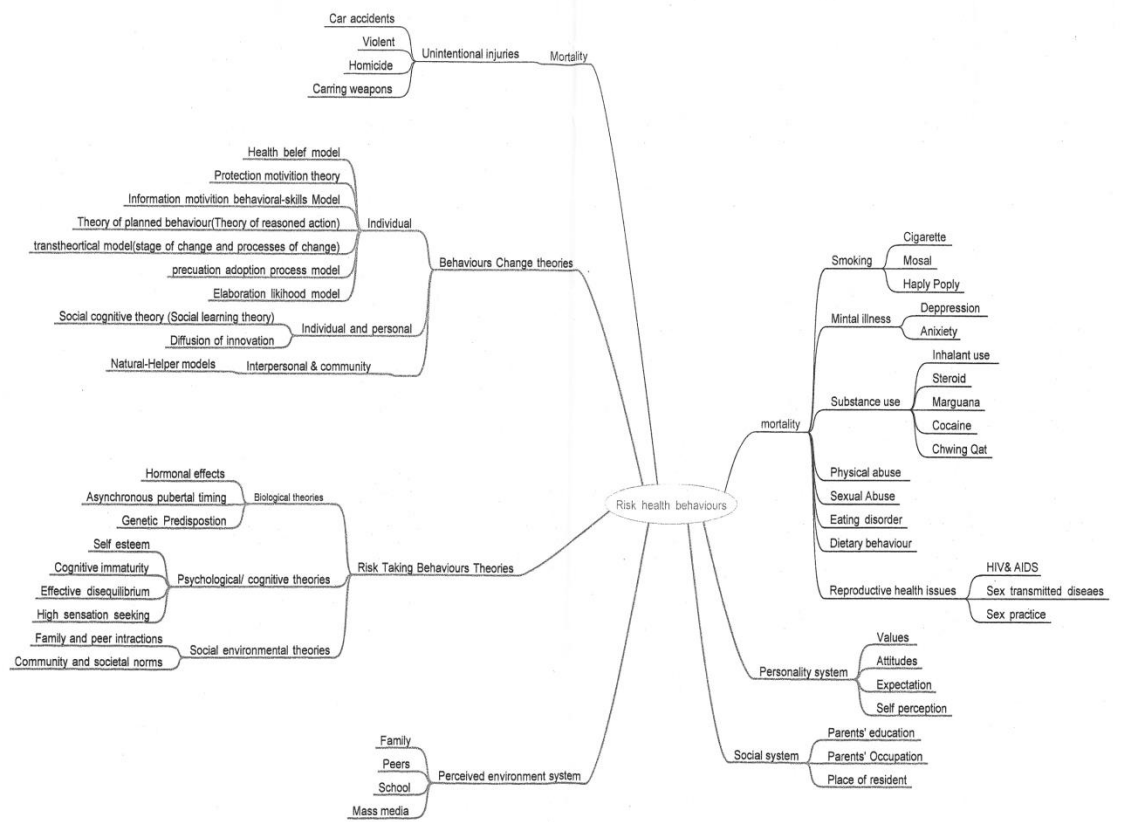 Car accidents
Violent
Homicide
Carring weapons
Unintentional injuries
Mortality
Health belief model
Protection motivition theory
Information motivition behavioral-skills Model
Theory of planned behaviour(Theory of reasoned action)
transtheortical model(stage of change and processes of change)
precuation adoption process model
Elaboration likihood model
Individual
Social cognitive theory (Social learning theory)
Diffusion of innovation
Individual and personal
Natural-Helper models
Interpersonal & community
Behaviours Change theories
Hormonal effects
Asynchronous pubertal timing
Genetic Predispostion
Biological theories
Self esteem
Cognitive immaturity
Effective disequilibrium
High sensation seeking
Psychological/ cognitive theories
Family and peer intractions
Community and societal norms
Social environmental theories
Risk Taking Behaviours Theories
Family
Peers
School
Mass media
Perceived environment system
Risk health behaviours
mortality
Smoking
Cigarette
Mosal
Haply Poply
Mintal illness
Deppression
Anixiety
Substance use
Inhalant use
Steroid
Marguana
Cocaine
Chwing Qat
Physical abuse
Sexual Abuse
Eating disorder
Dietary behaviour
Reproductive health issues
HIV& AIDS
Sex transmitted diseaes
Sex practice
Personality system
Values
Attitudes
Expectation
Self perception
Social system
Parents' education
Parents' Occupation
Place of resident